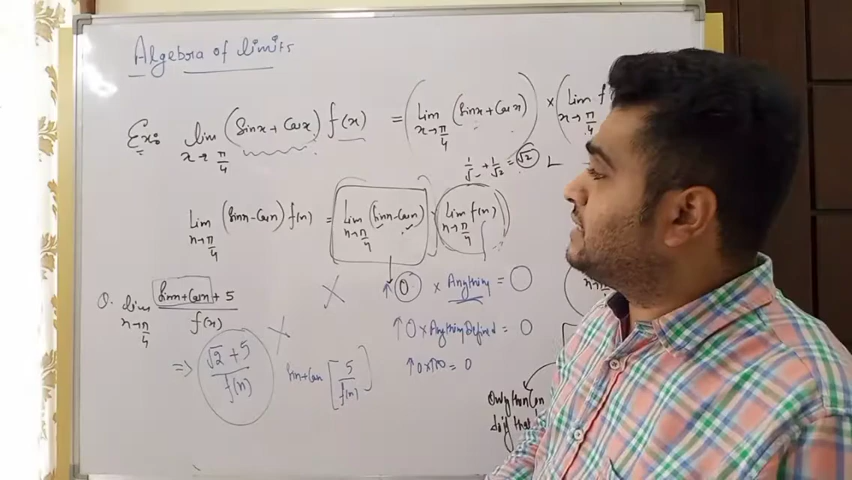 Algebra of limits
Ex: lim x→π/4 (Sinx + Cosx) f(x) = (lim x→π/4 (Sinx + Cosx)) × (lim x→π/4 f
1/√ + 1/√2 = √2
lim x→π/4 (Sinx - Cosx) f(x) = (lim x→π/4 (Sinx - Cosx)) (lim x→π/4 f(x))
↑ 0 × Anything = 0
Q. lim x→π/4 Sinx + Cosx + 5 / f(x)
↑ 0 × Anything Defined = 0
⇒ √2 + 5 / f(x)
Sinx + Cosx [5 / f(x)]
↑ 0 × 100 = 0